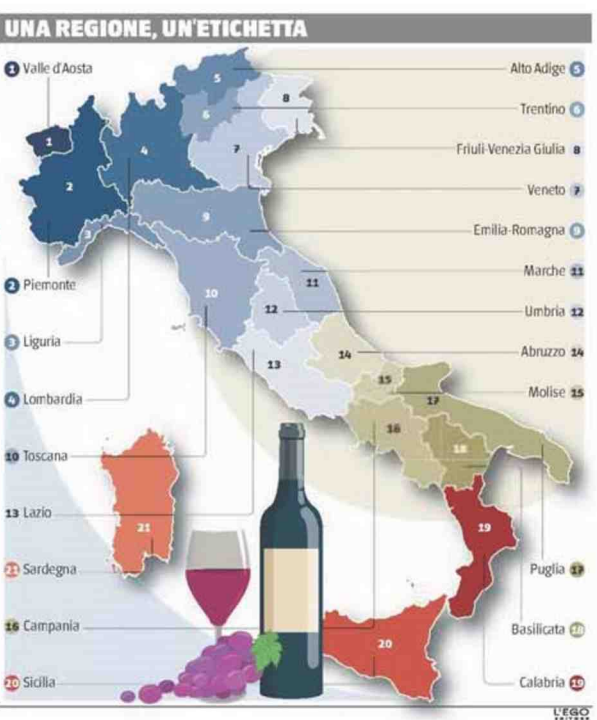 UNA REGIONE, UN'ETICHETTA
1 Valle d'Aosta
Alto Adige 5
Trentino 6
Friuli-Venezia Giulia 8
Veneto 7
Emilia-Romagna 9
Marche 11
2 Piemonte
Umbria 12
3 Liguria
Abruzzo 14
Molise 15
4 Lombardia
10 Toscana
13 Lazio
21 Sardegna
Puglia 17
16 Campania
Basilicata 18
20 Sicilia
Calabria 19
1
2
3
4
5
6
7
8
9
10
11
12
13
14
15
16
17
18
19
20
21
L'EGO